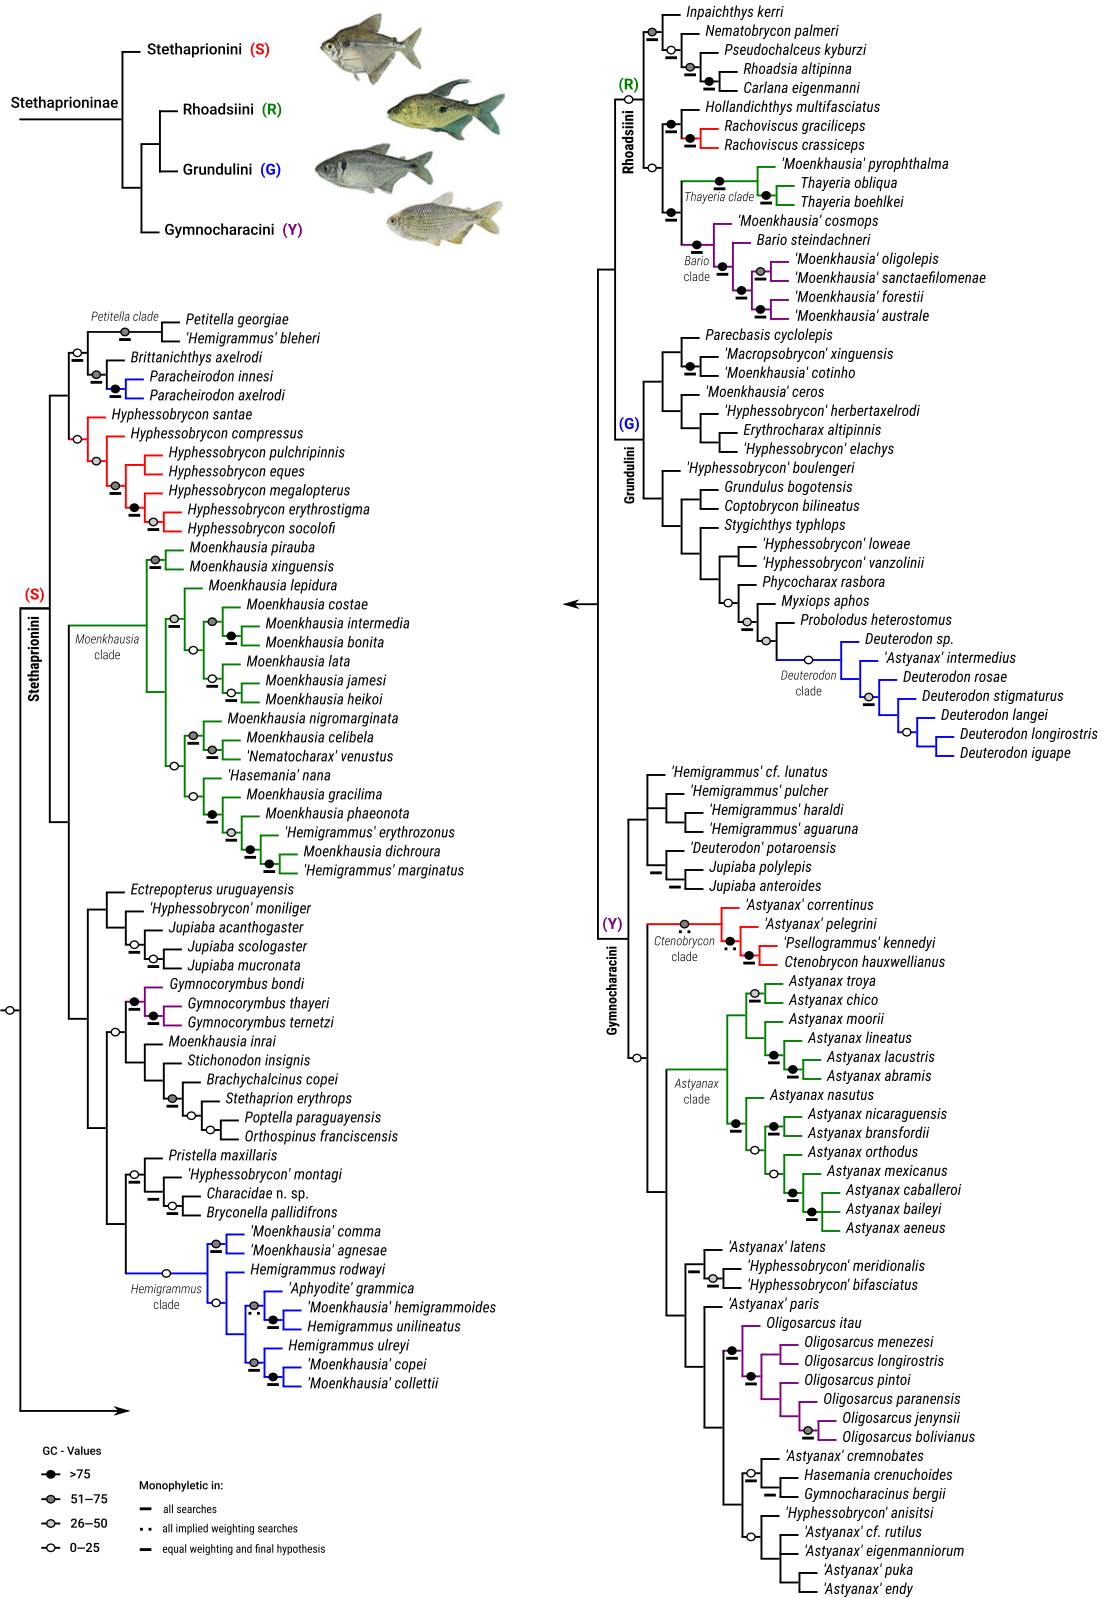 Stethaprioninae
Stethaprionini (S)
Rhoadsiini (R)
Grundulini (G)
Gymnocharacini (Y)
Petitella clade
Petitella georgiae
'Hemigrammus' bleheri
Brittanichthys axelrodi
Paracheirodon innesi
Paracheirodon axelrodi
Hyphessobrycon santae
Hyphessobrycon compressus
Hyphessobrycon pulchripinnis
Hyphessobrycon eques
Hyphessobrycon megalopterus
Hyphessobrycon erythrostigma
Hyphessobrycon socolofi
Moenkhausia pirauba
Moenkhausia xinguensis
Moenkhausia lepidura
Moenkhausia costae
Moenkhausia intermedia
Moenkhausia bonita
Moenkhausia lata
Moenkhausia jamesi
Moenkhausia heikoi
Moenkhausia nigromarginata
Moenkhausia celibela
'Nematocharax' venustus
'Hasemania' nana
Moenkhausia gracilima
Moenkhausia phaeonota
'Hemigrammus' erythrozonus
Moenkhausia dichroura
'Hemigrammus' marginatus
(S)
Stethaprionini
Moenkhausia
clade
Ectrepopterus uruguayensis
'Hyphessobrycon' moniliger
Jupiaba acanthogaster
Jupiaba scologaster
Jupiaba mucronata
Gymnocorymbus bondi
Gymnocorymbus thayeri
Gymnocorymbus ternetzi
Moenkhausia inrai
Stichonodon insignis
Brachychalcinus copei
Stethaprion erythrops
Poptella paraguayensis
Orthospinus franciscensis
Pristella maxillaris
'Hyphessobrycon' montagi
Characidae n. sp.
Bryconella pallidifrons
'Moenkhausia' comma
'Moenkhausia' agnesae
Hemigrammus rodwayi
'Aphyodite' grammica
'Moenkhausia' hemigrammoides
Hemigrammus unilineatus
Hemigrammus ulreyi
'Moenkhausia' copei
'Moenkhausia' collettii
Hemigrammus
clade
GC - Values
>75
51–75
26–50
0–25
Monophyletic in:
all searches
all implied weighting searches
equal weighting and final hypothesis
Inpaichthys kerri
Nematobrycon palmeri
Pseudochalceus kyburzi
Rhoadsia altipinna
Carlana eigenmanni
Hollandichthys multifasciatus
Rachoviscus graciliceps
Rachoviscus crassiceps
'Moenkhausia' pyrophthalma
Thayeria obliqua
Thayeria boehlkei
'Moenkhausia' cosmops
Bario steindachneri
'Moenkhausia' oligolepis
'Moenkhausia' sanctaefilomenae
'Moenkhausia' forestii
'Moenkhausia' australe
(R)
Rhoadsiini
Thayeria clade
Bario
clade
Parecbasis cyclolepis
'Macropsobrycon' xinguensis
'Moenkhausia' cotinho
'Moenkhausia' ceros
'Hyphessobrycon' herbertaxelrodi
Erythrocharax altipinnis
'Hyphessobrycon' elachys
'Hyphessobrycon' boulengeri
Grundulus bogotensis
Coptobrycon bilineatus
Stygichthys typhlops
'Hyphessobrycon' loweae
'Hyphessobrycon' vanzolinii
Phycocharax rasbora
Myxiops aphos
Probolodus heterostomus
Deuterodon sp.
'Astyanax' intermedius
Deuterodon rosae
Deuterodon stigmaturus
Deuterodon langei
Deuterodon longirostris
Deuterodon iguape
(G)
Grundulini
Deuterodon
clade
'Hemigrammus' cf. lunatus
'Hemigrammus' pulcher
'Hemigrammus' haraldi
'Hemigrammus' aguaruna
'Deuterodon' potaroensis
Jupiaba polylepis
Jupiaba anteroides
'Astyanax' correntinus
'Astyanax' pelegrini
'Psellogrammus' kennedyi
Ctenobrycon hauxwellianus
Astyanax troya
Astyanax chico
Astyanax moorii
Astyanax lineatus
Astyanax lacustris
Astyanax abramis
Astyanax nasutus
Astyanax nicaraguensis
Astyanax bransfordii
Astyanax orthodus
Astyanax mexicanus
Astyanax caballeroi
Astyanax baileyi
Astyanax aeneus
(Y)
Gymnocharacini
Ctenobrycon
clade
Astyanax
clade
'Astyanax' latens
'Hyphessobrycon' meridionalis
'Hyphessobrycon' bifasciatus
'Astyanax' paris
Oligosarcus itau
Oligosarcus menezesi
Oligosarcus longirostris
Oligosarcus pintoi
Oligosarcus paranensis
Oligosarcus jenynsii
Oligosarcus bolivianus
'Astyanax' cremnobates
Hasemania crenuchoides
Gymnocharacinus bergii
'Hyphessobrycon' anisitsi
'Astyanax' cf. rutilus
'Astyanax' eigenmanniorum
'Astyanax' puka
'Astyanax' endy